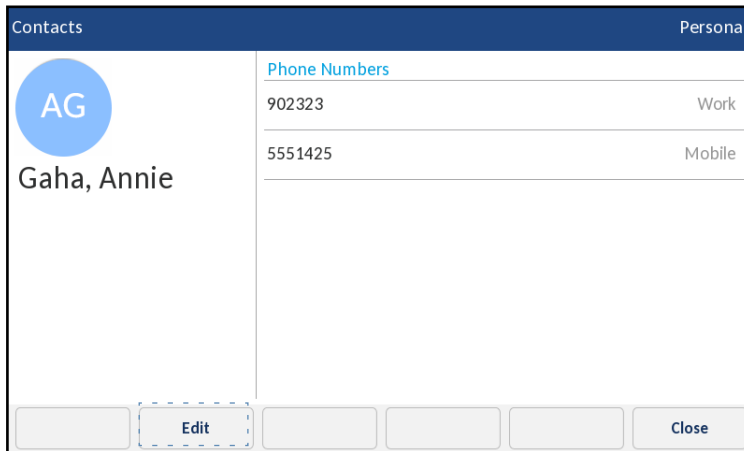 Contacts Persona
AG
Gaha, Annie
Phone Numbers
902323 Work
5551425 Mobile
Edit Close